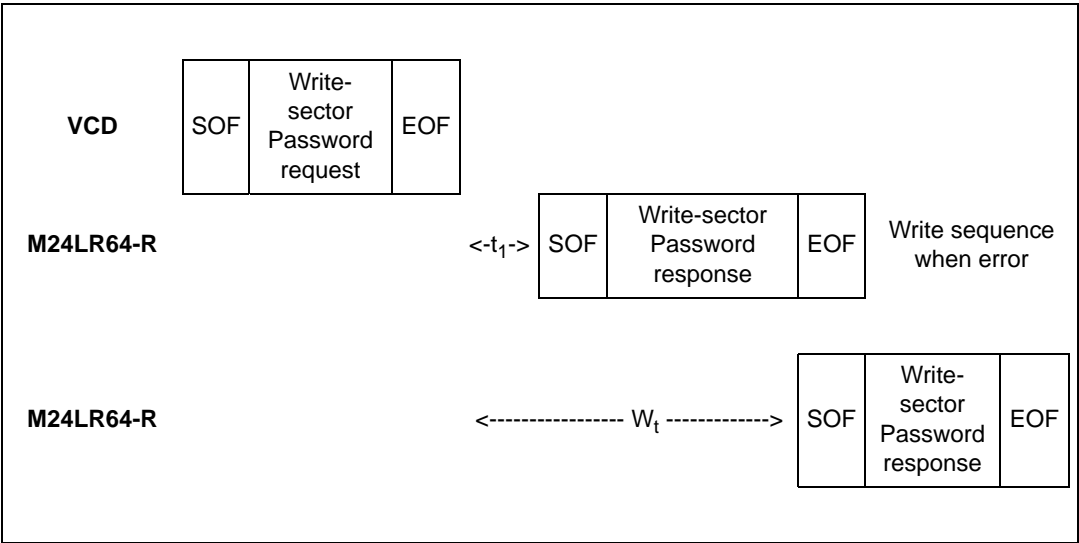 VCD
SOF
Write-
sector
Password
request
EOF
M24LR64-R
<-t₁->
SOF
Write-sector
Password
response
EOF
Write sequence
when error
M24LR64-R
<----------------- Wₜ ------------->
SOF
Write-
sector
Password
response
EOF